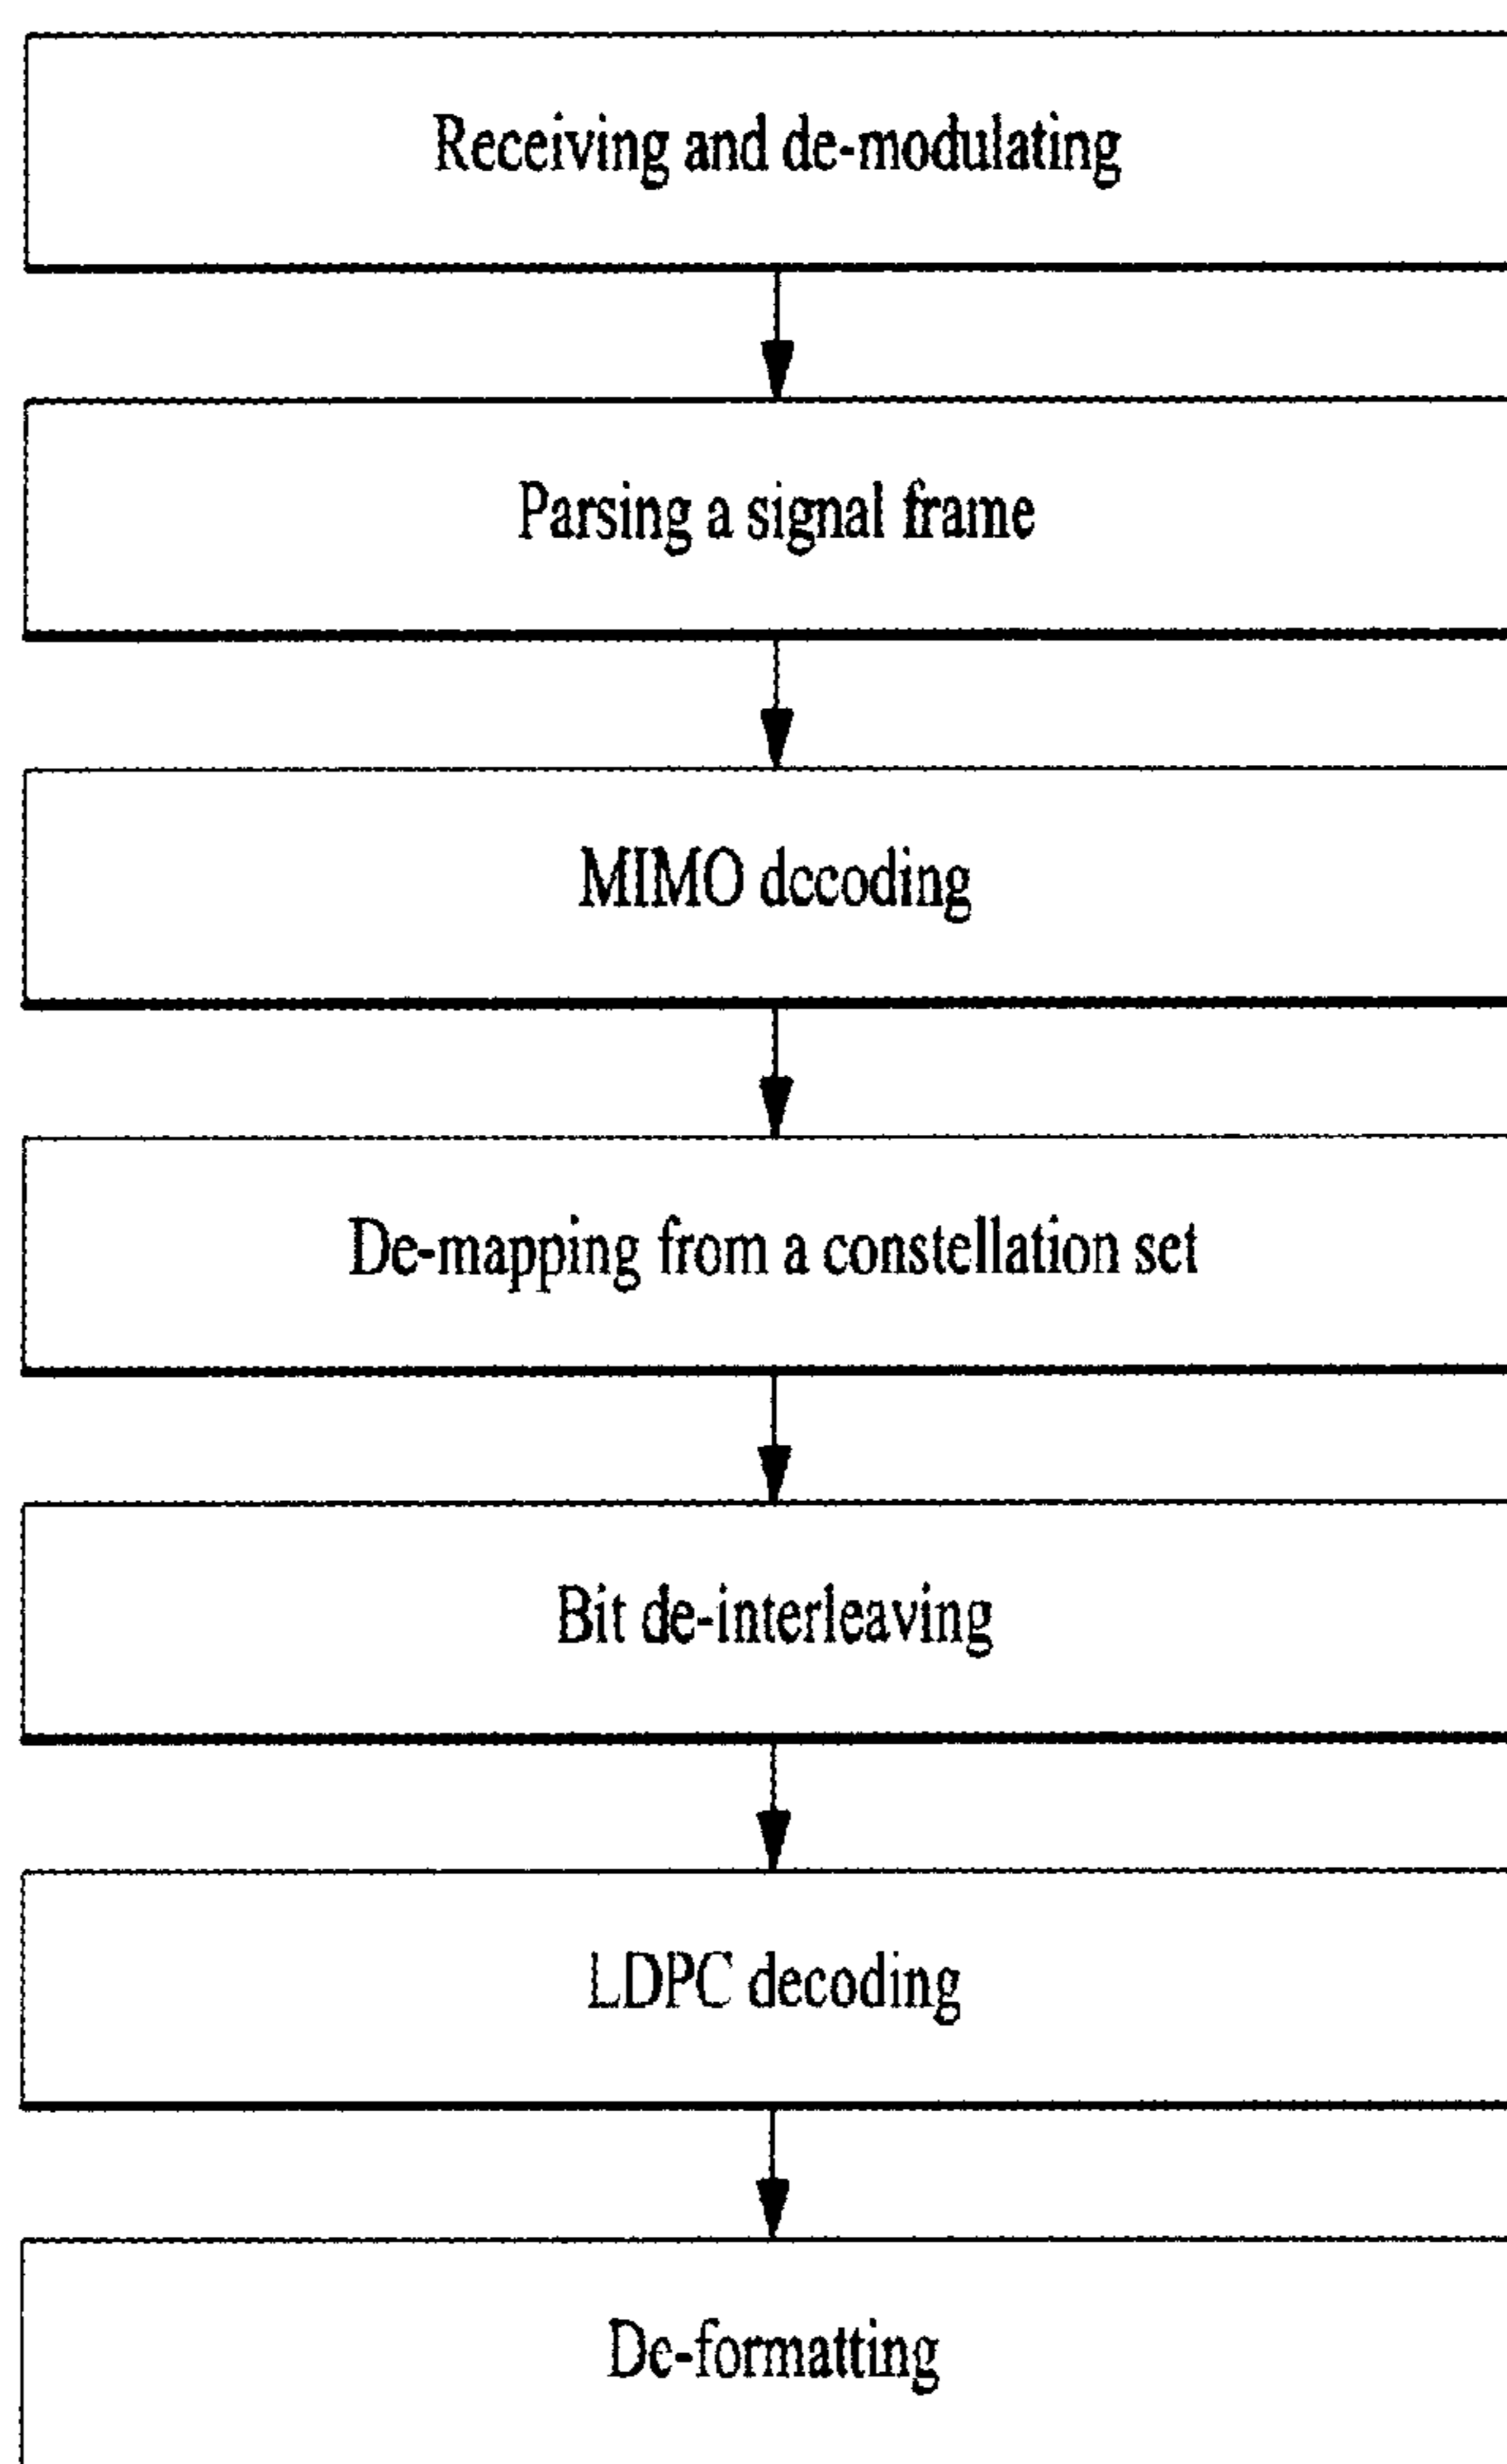 Receiving and de-modulating
Parsing a signal frame
MIMO decoding
De-mapping from a constellation set
Bit de-interleaving
LDPC decoding
De-formatting